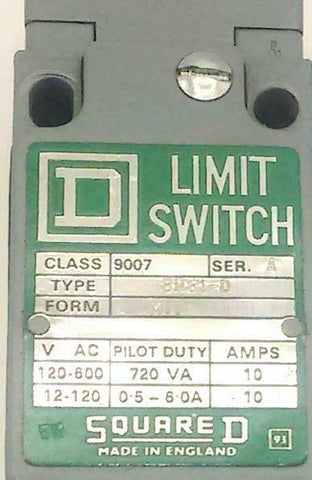 D
LIMIT
SWITCH
CLASS 9007 SER. A
TYPE
FORM
V AC PILOT DUTY AMPS
120-600 720 VA 10
12-120 0·5-6·0A 10
SQUARE D
MADE IN ENGLAND
93